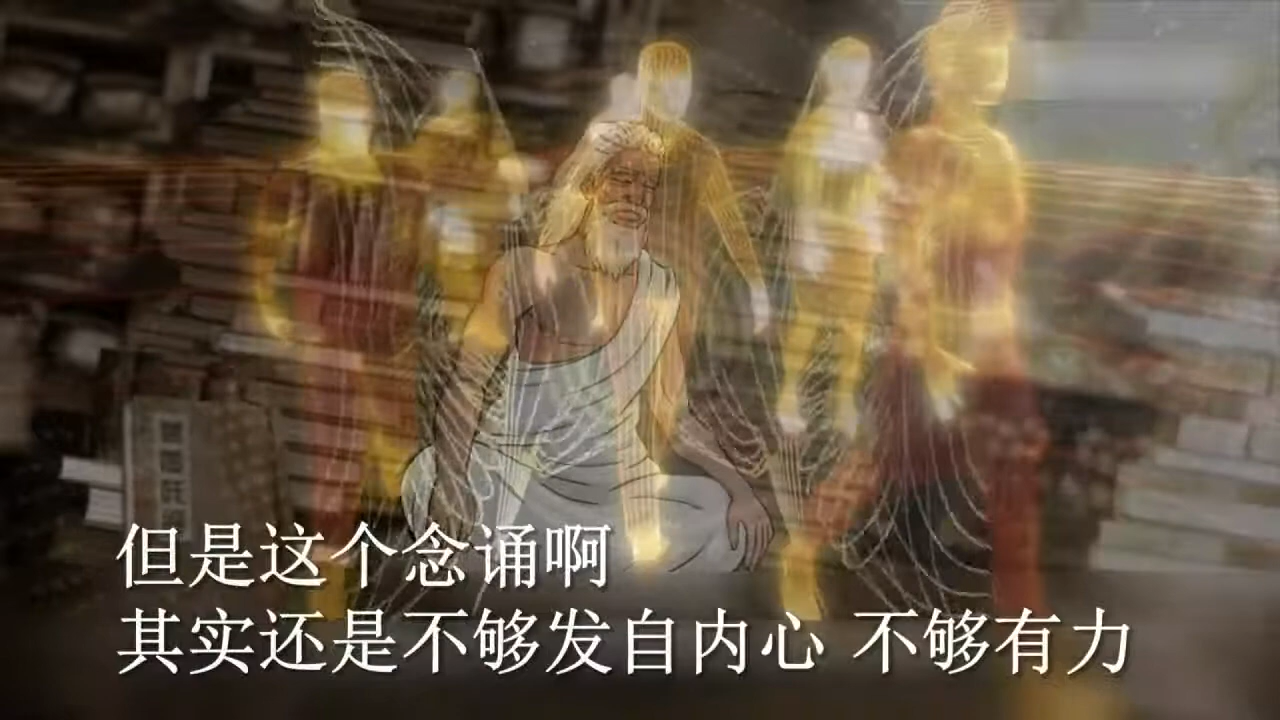 但是这个念诵啊
其实还是不够发自内心 不够有力